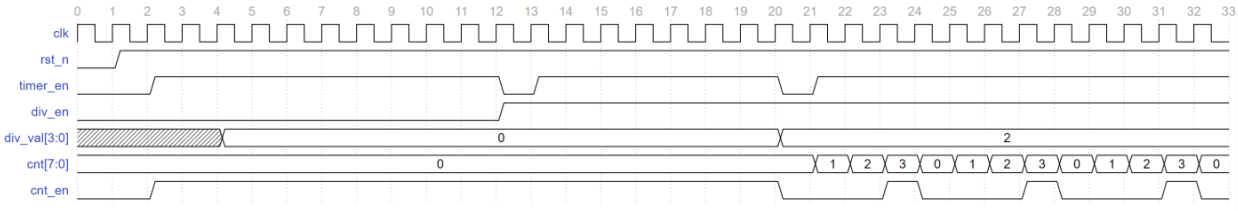 0 1 2 3 4 5 6 7 8 9 10 11 12 13 14 15 16 17 18 19 20 21 22 23 24 25 26 27 28 29 30 31 32 33
clk
rst_n
timer_en
div_en
div_val[3:0] 0 2
cnt[7:0] 0 1 2 3 0 1 2 3 0 1 2 3 0
cnt_en